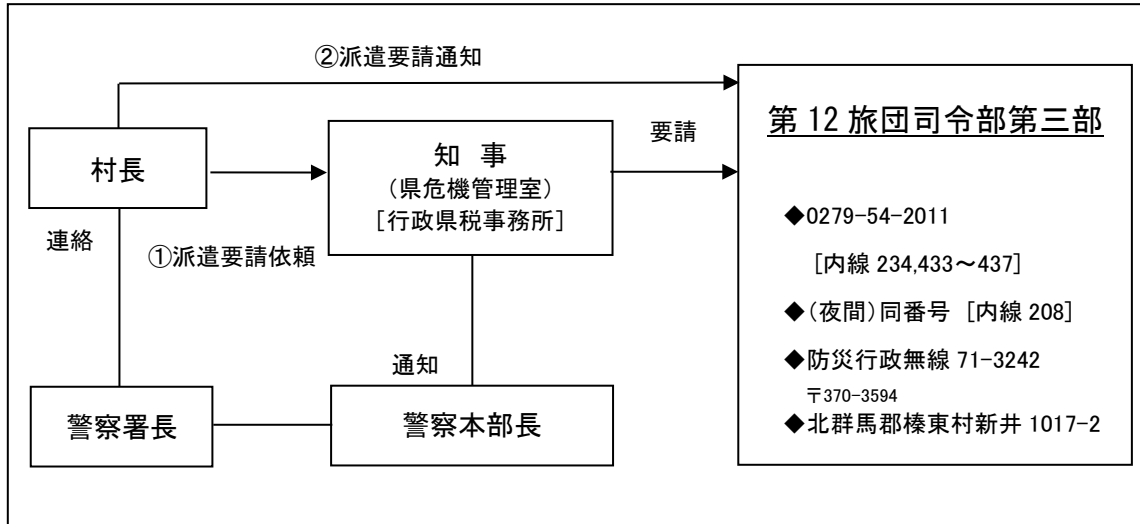 ②派遣要請通知
村長
知 事
（県危機管理室）
［行政県税事務所］
要請
連絡
①派遣要請依頼
通知
警察署長
警察本部長
第 12 旅団司令部第三部
◆0279-54-2011
［内線 234,433～437］
◆（夜間）同番号 ［内線 208］
◆防災行政無線 71-3242
〒370-3594
◆北群馬郡榛東村新井 1017-2